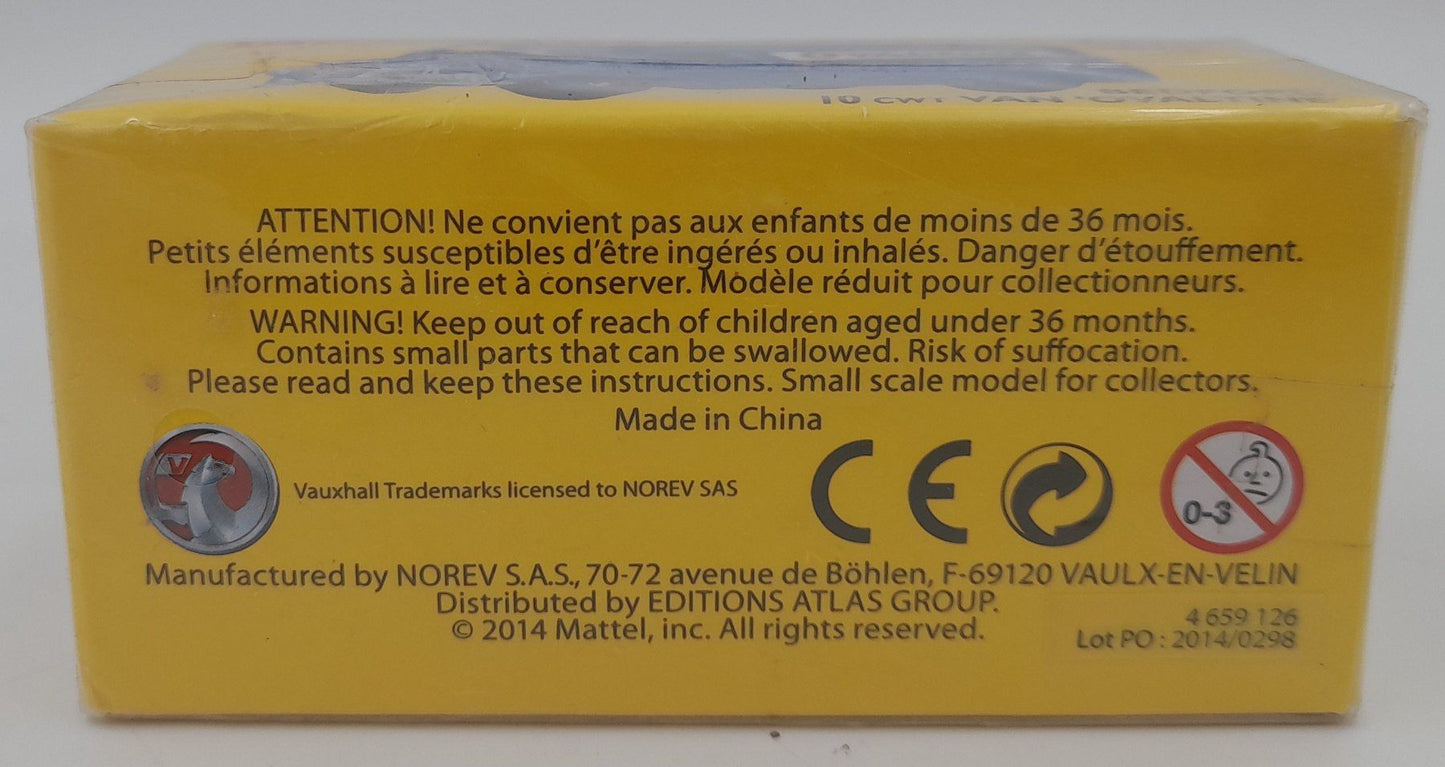 10 CWT VAN
ATTENTION! Ne convient pas aux enfants de moins de 36 mois.
Petits éléments susceptibles d'être ingérés ou inhalés. Danger d'étouffement.
Informations à lire et à conserver. Modèle réduit pour collectionneurs.
WARNING! Keep out of reach of children aged under 36 months.
Contains small parts that can be swallowed. Risk of suffocation.
Please read and keep these instructions. Small scale model for collectors.
Made in China
V
Vauxhall Trademarks licensed to NOREV SAS
CE
0-3
Manufactured by NOREV S.A.S., 70-72 avenue de Böhlen, F-69120 VAULX-EN-VELIN
Distributed by EDITIONS ATLAS GROUP.
© 2014 Mattel, inc. All rights reserved.
4 659 126
Lot PO : 2014/0298